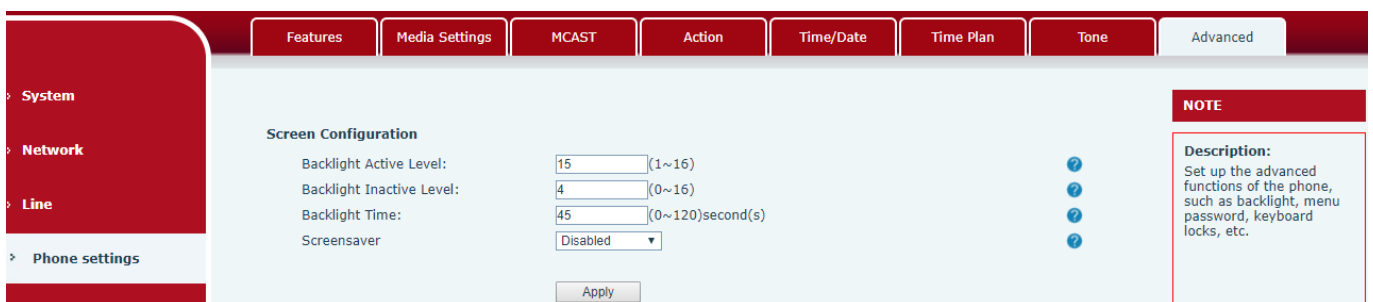 Features Media Settings MCAST Action Time/Date Time Plan Tone Advanced
System
Network
Line
Phone settings
Screen Configuration
Backlight Active Level: 15 (1~16)
Backlight Inactive Level: 4 (0~16)
Backlight Time: 45 (0~120)second(s)
Screensaver Disabled
Apply
NOTE
Description:
Set up the advanced
functions of the phone,
such as backlight, menu
password, keyboard
locks, etc.